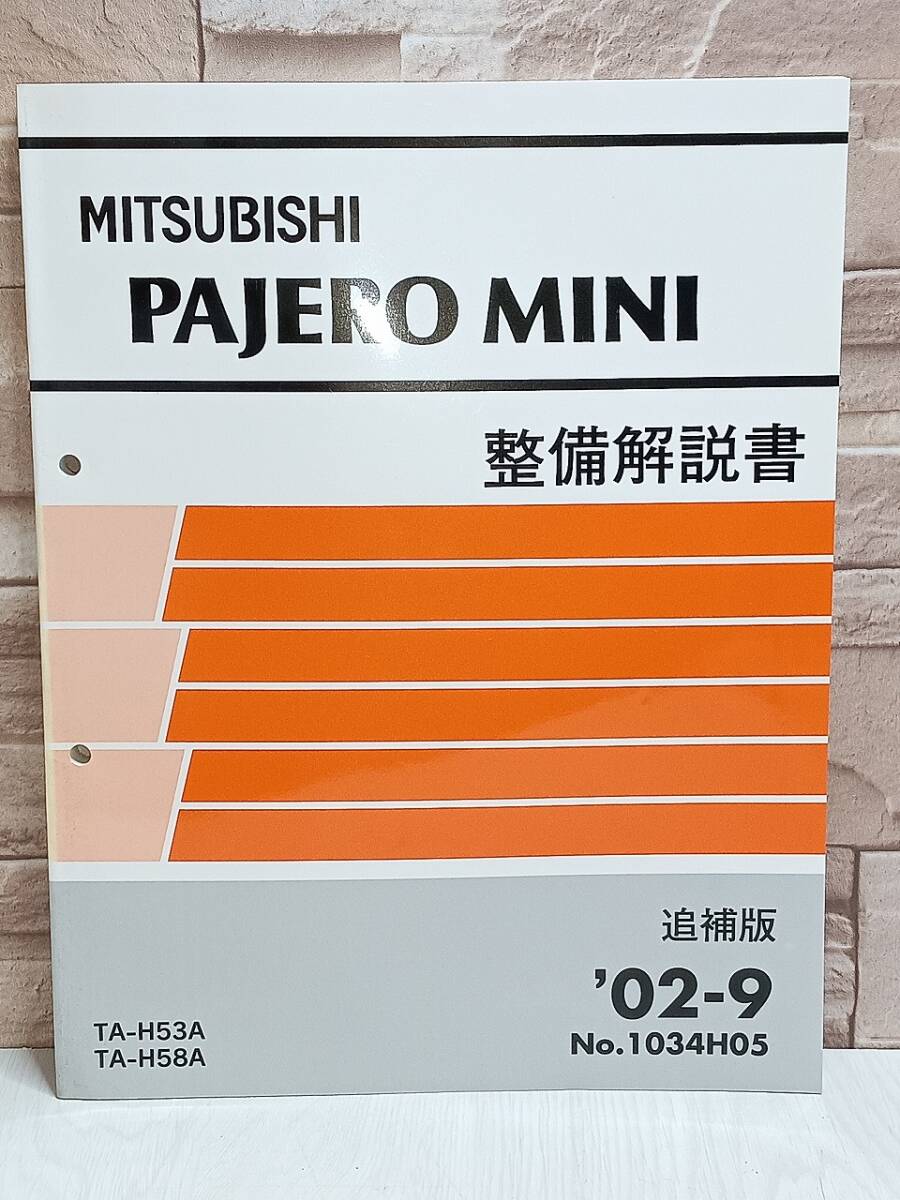 MITSUBISHI
PAJERO MINI
整備解説書
追補版
'02-9
No.1034H05
TA-H53A
TA-H58A